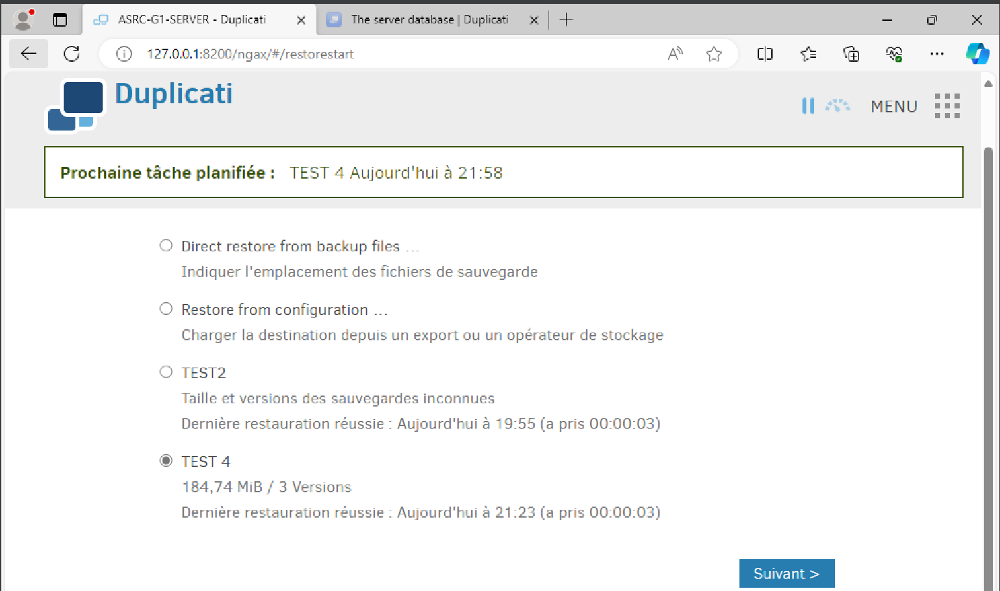 ASRC-G1-SERVER - Duplicati
The server database | Duplicati
127.0.0.1:8200/ngax/#/restorestart
Duplicati
MENU
Prochaine tâche planifiée : TEST 4 Aujourd'hui à 21:58
Direct restore from backup files ...
Indiquer l'emplacement des fichiers de sauvegarde
Restore from configuration ...
Charger la destination depuis un export ou un opérateur de stockage
TEST2
Taille et versions des sauvegardes inconnues
Dernière restauration réussie : Aujourd'hui à 19:55 (a pris 00:00:03)
TEST 4
184,74 MiB / 3 Versions
Dernière restauration réussie : Aujourd'hui à 21:23 (a pris 00:00:03)
Suivant >